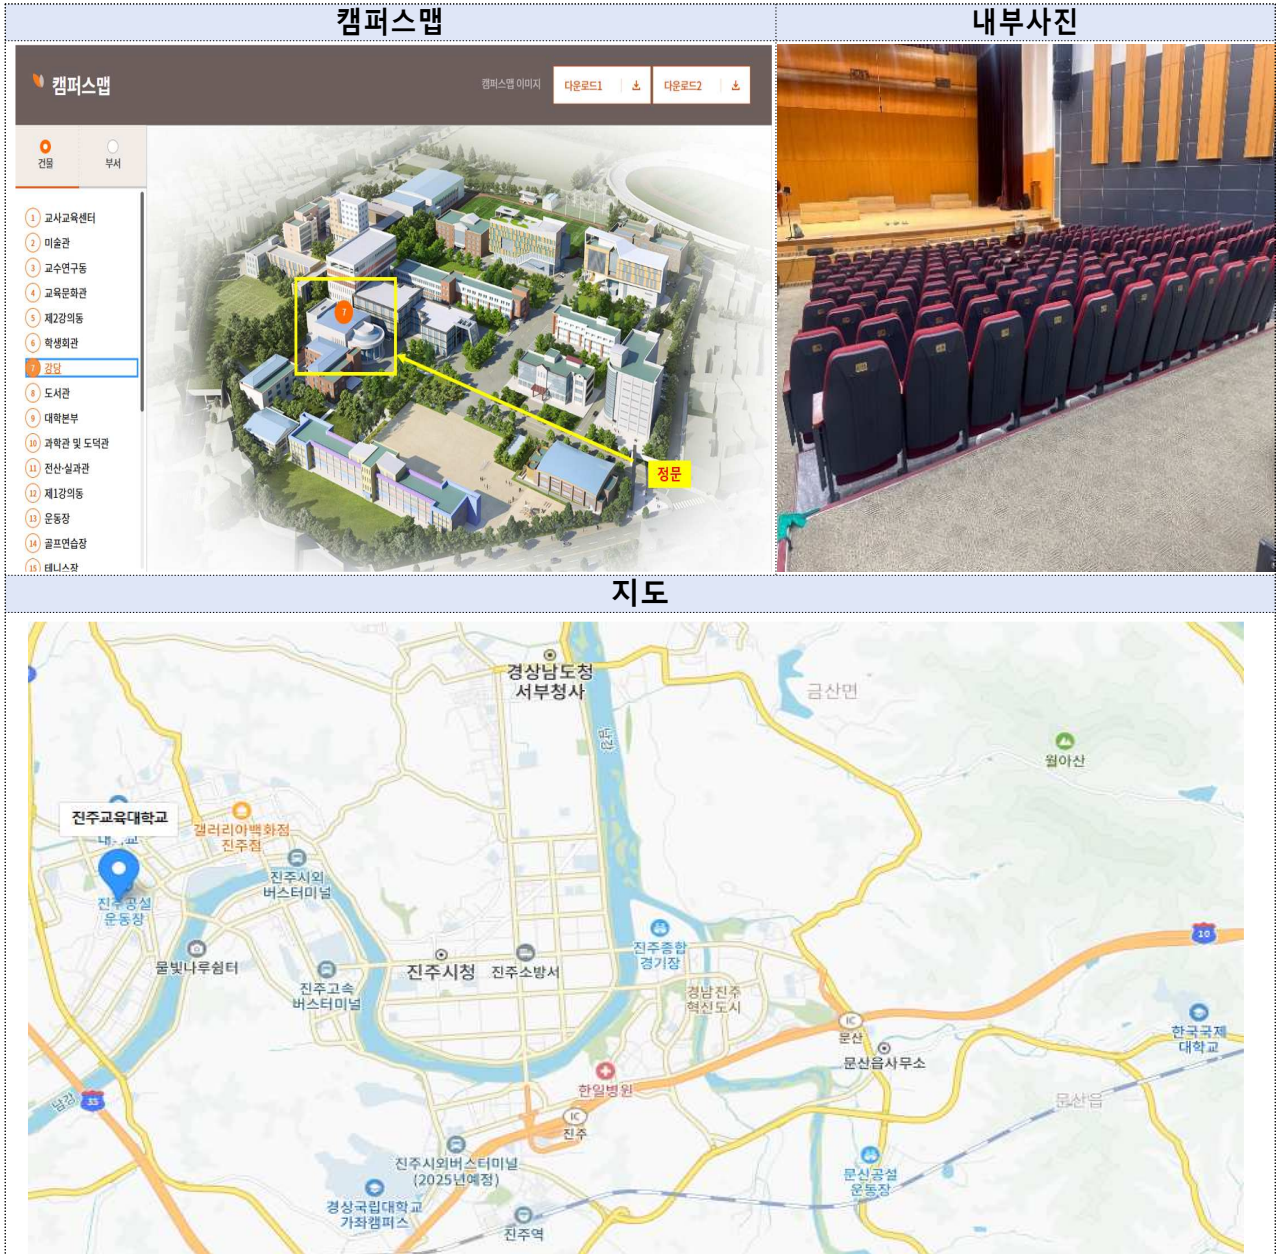 캠퍼스맵
내부사진
캠퍼스맵
캠퍼스맵 이미지
다운로드1
다운로드2
건물
부서
1 교사교육센터
2 미술관
3 교수연구동
4 교육문화관
5 제2강의동
6 학생회관
7 강당
8 도서관
9 대학본부
10 과학관 및 도덕관
11 전산·실과관
12 제1강의동
13 운동장
14 골프연습장
15 테니스장
7
정문
지도
경상남도청
서부청사
금산면
남강
월아산
진주교육대학교
갤러리아백화점
진주점
진주시외
버스터미널
진주공설
운동장
물빛나루쉼터
진주고속
버스터미널
진주시청
진주소방서
진주종합
경기장
경남진주
혁신도시
10
IC
문산
문산읍사무소
한국국제
대학교
한일병원
문산읍
남강
35
IC
진주
진주시외버스터미널
(2025년예정)
경상국립대학교
가좌캠퍼스
진주역
문산공설
운동장